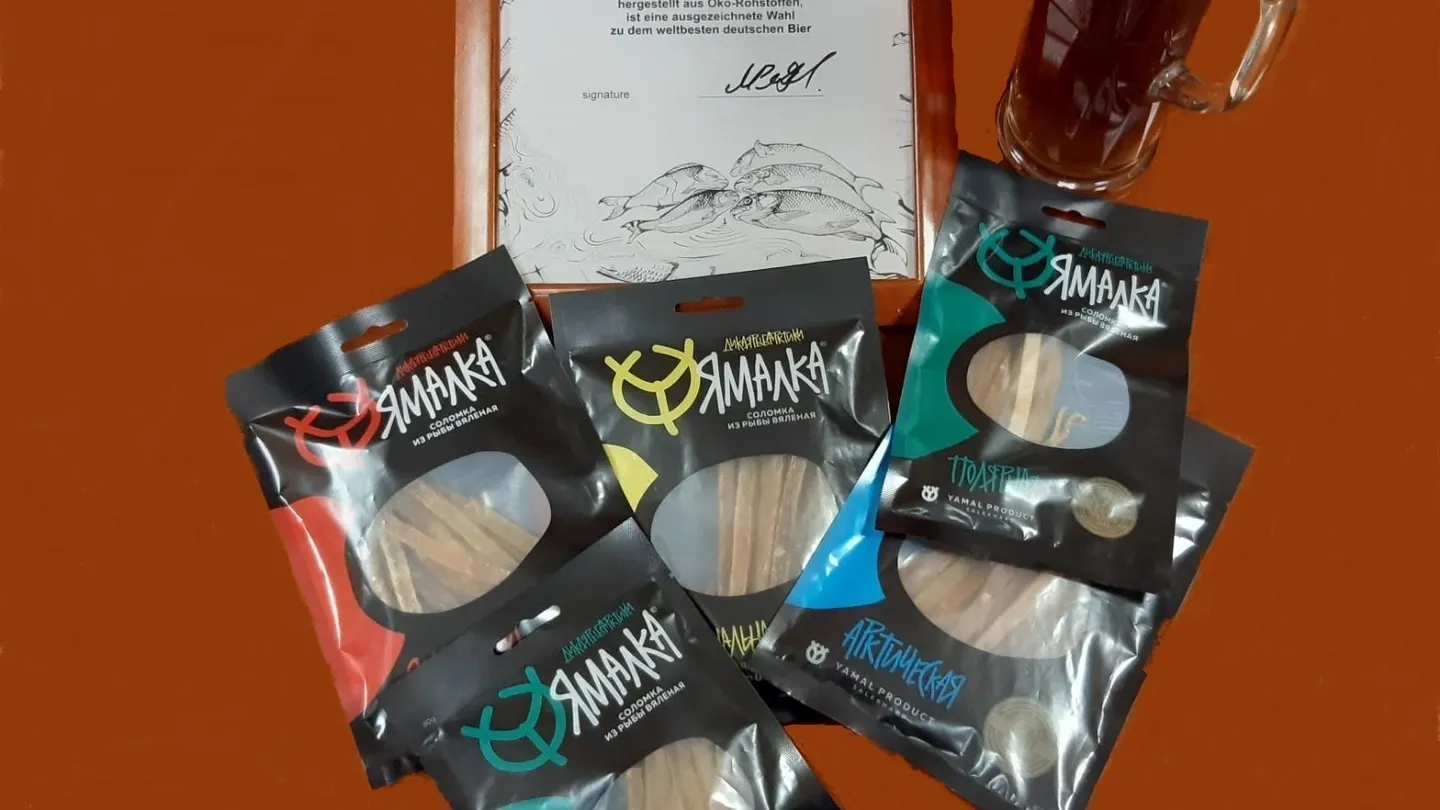 hergestellt aus Öko-Rohstoffen,
ist eine ausgezeichnete Wahl
zu dem weltbesten deutschen Bier
signature
ЯМАЛКА®
СОЛОМКА
ИЗ РЫБЫ ВЯЛЕНАЯ
ЯМАЛКА®
СОЛОМКА
ИЗ РЫБЫ ВЯЛЕНАЯ
ЯМАЛКА
СОЛОМКА
ИЗ РЫБЫ ВЯЛЕНАЯ
YAMAL PRODUCT
SALEKHARD
ЯМАЛКА®
СОЛОМКА
ИЗ РЫБЫ ВЯЛЕНАЯ
АРКТИЧЕСКАЯ
YAMAL PRODUCT
SALEKHARD